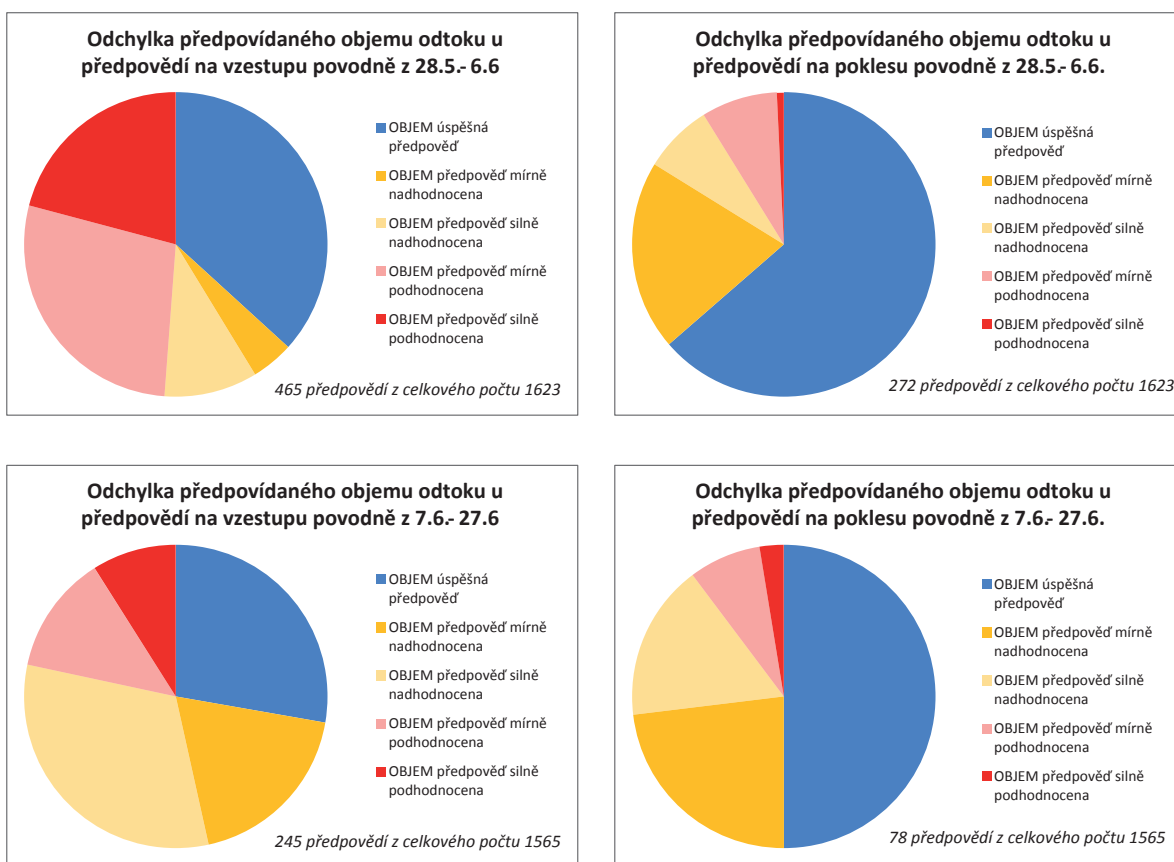 Odchylka předpovídaného objemu odtoku u
předpovědí na vzestupu povodně z 28.5.- 6.6
OBJEM úspěšná
předpověď
OBJEM předpověď mírně
nadhodnocena
OBJEM předpověď silně
nadhodnocena
OBJEM předpověď mírně
podhodnocena
OBJEM předpověď silně
podhodnocena
465 předpovědí z celkového počtu 1623
Odchylka předpovídaného objemu odtoku u
předpovědí na poklesu povodně z 28.5.- 6.6.
OBJEM úspěšná
předpověď
OBJEM předpověď mírně
nadhodnocena
OBJEM předpověď silně
nadhodnocena
OBJEM předpověď mírně
podhodnocena
OBJEM předpověď silně
podhodnocena
272 předpovědí z celkového počtu 1623
Odchylka předpovídaného objemu odtoku u
předpovědí na vzestupu povodně z 7.6.- 27.6
OBJEM úspěšná
předpověď
OBJEM předpověď mírně
nadhodnocena
OBJEM předpověď silně
nadhodnocena
OBJEM předpověď mírně
podhodnocena
OBJEM předpověď silně
podhodnocena
245 předpovědí z celkového počtu 1565
Odchylka předpovídaného objemu odtoku u
předpovědí na poklesu povodně z 7.6.- 27.6.
OBJEM úspěšná
předpověď
OBJEM předpověď mírně
nadhodnocena
OBJEM předpověď silně
nadhodnocena
OBJEM předpověď mírně
podhodnocena
OBJEM předpověď silně
podhodnocena
78 předpovědí z celkového počtu 1565